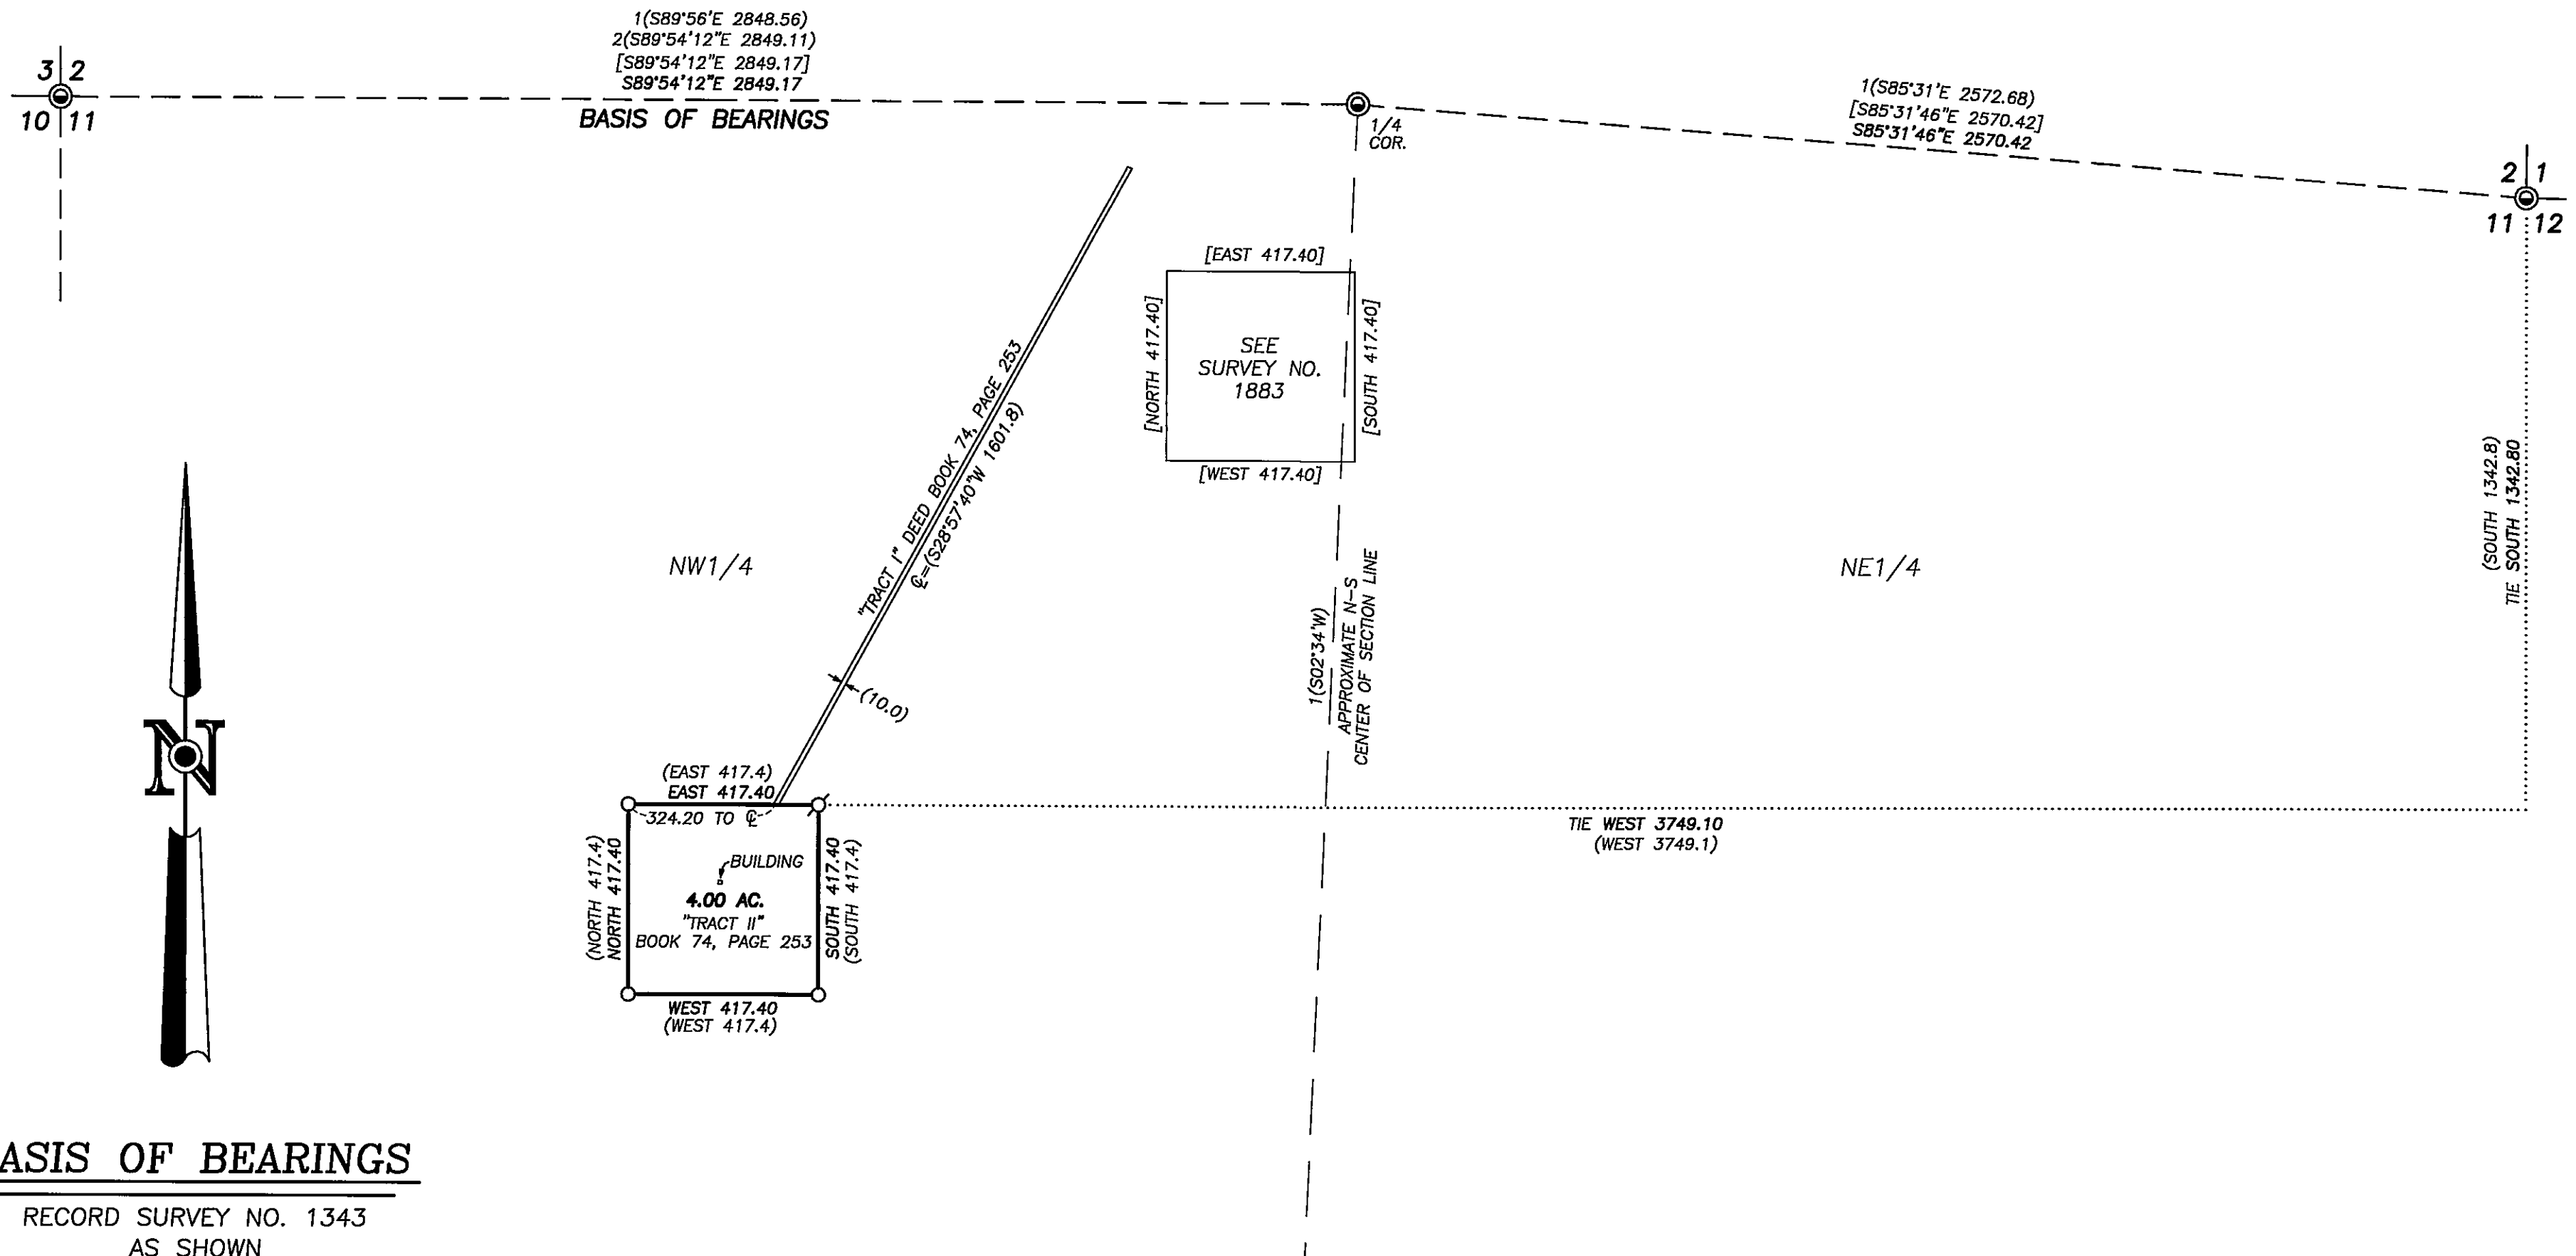 1(S89°56'E 2848.56)
2(S89°54'12"E 2849.11)
[S89°54'12"E 2849.17]
S89°54'12"E 2849.17
BASIS OF BEARINGS
3 2
10 11
1/4
COR.
1(S85°31'E 2572.68)
[S85°31'46"E 2570.42]
S85°31'46"E 2570.42
2 1
11 12
[EAST 417.40]
[NORTH 417.40]
SEE
SURVEY NO.
1883
[SOUTH 417.40]
[WEST 417.40]
"TRACT I" DEED BOOK 74, PAGE 253
℄=(S28°57'40"W 1601.8)
(10.0)
NW1/4
NE1/4
(SOUTH 1342.8)
TIE SOUTH 1342.80
1(S02°34'W)
APPROXIMATE N-S
CENTER OF SECTION LINE
N
(EAST 417.4)
EAST 417.40
324.20 TO ℄
(NORTH 417.4)
NORTH 417.40
BUILDING
4.00 AC.
"TRACT II"
BOOK 74, PAGE 253
SOUTH 417.40
(SOUTH 417.4)
WEST 417.40
(WEST 417.4)
TIE WEST 3749.10
(WEST 3749.1)
ASIS OF BEARINGS
RECORD SURVEY NO. 1343
AS SHOWN